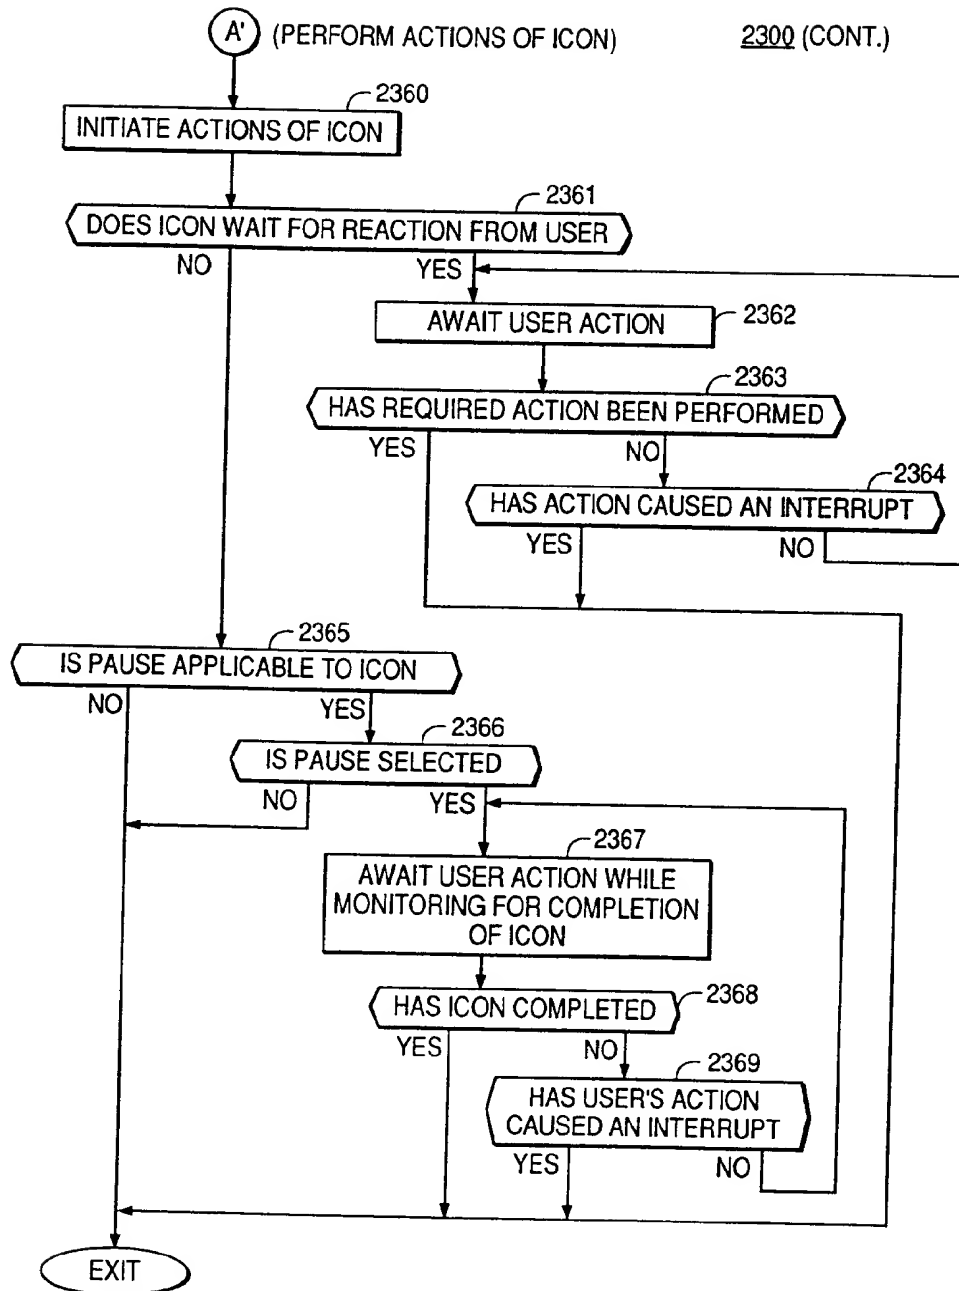 A' (PERFORM ACTIONS OF ICON) 2300 (CONT.)
2360
INITIATE ACTIONS OF ICON
2361
DOES ICON WAIT FOR REACTION FROM USER
NO YES
AWAIT USER ACTION 2362
2363
HAS REQUIRED ACTION BEEN PERFORMED
YES NO
2364
HAS ACTION CAUSED AN INTERRUPT
YES NO
2365
IS PAUSE APPLICABLE TO ICON
NO YES
2366
IS PAUSE SELECTED
NO YES
2367
AWAIT USER ACTION WHILE
MONITORING FOR COMPLETION
OF ICON
HAS ICON COMPLETED 2368
YES NO
2369
HAS USER'S ACTION
CAUSED AN INTERRUPT
YES NO
EXIT